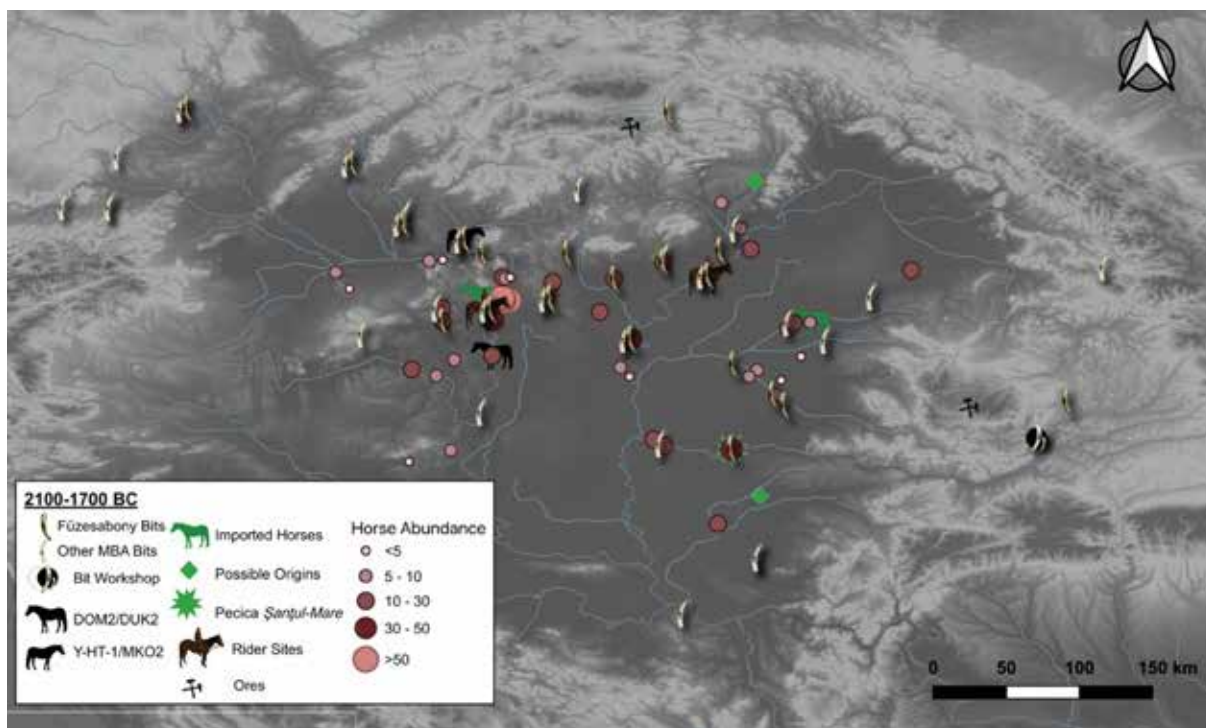 2100-1700 BC
Füzesabony Bits
Other MBA Bits
Bit Workshop
DOM2/DUK2
Y-HT-1/MKO2
Imported Horses
Possible Origins
Pecica Şanţul-Mare
Rider Sites
Ores
Horse Abundance
<5
5 - 10
10 - 30
30 - 50
>50
0 50 100 150 km